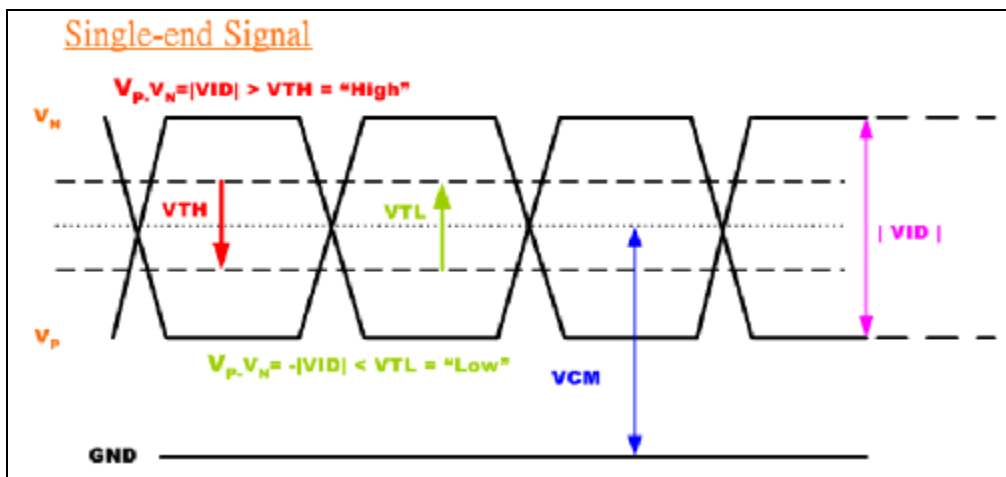 Single-end Signal
VP-VN=|VID| > VTH = “High”
VN
VTH
VTL
| VID |
VP
VP-VN= -|VID| < VTL = “Low”
VCM
GND